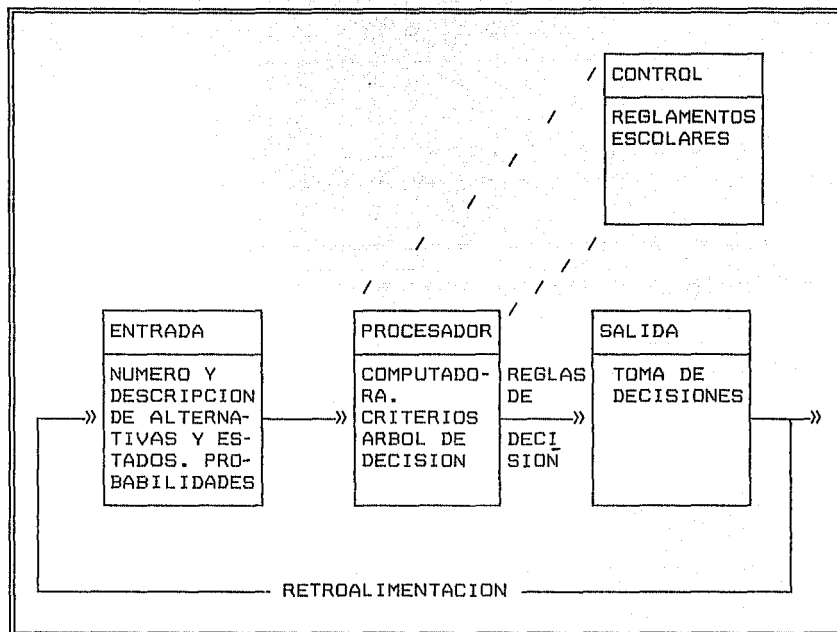 CONTROL
REGLAMENTOS
ESCOLARES
ENTRADA
NUMERO Y
DESCRIPCION
DE ALTERNA-
TIVAS Y ES-
TADOS. PRO-
BABILIDADES
PROCESADOR
COMPUTADO-
RA.
CRITERIOS
ARBOL DE
DECISION
REGLAS
DE
DECI
SION
SALIDA
TOMA DE
DECISIONES
RETROALIMENTACION